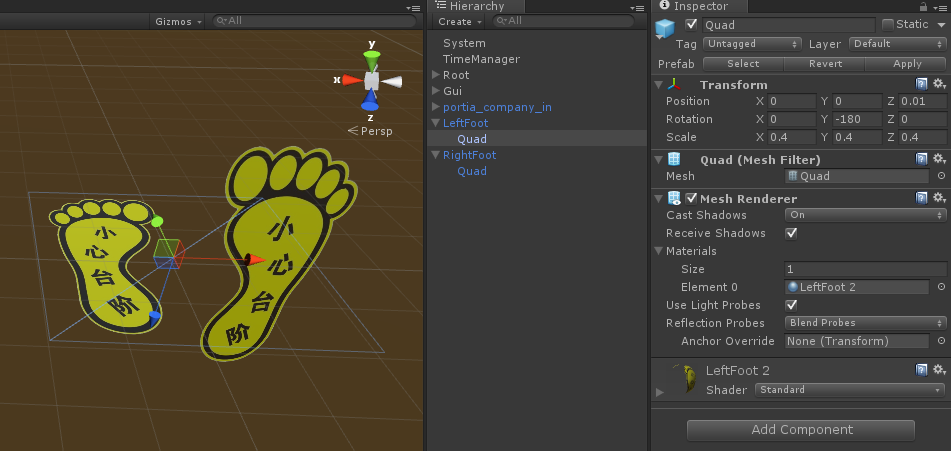 Gizmos
All
y
x
z
Persp
小
心
台
阶
小
心
台
阶
Hierarchy
Create
All
System
TimeManager
Root
Gui
portia_company_in
LeftFoot
Quad
RightFoot
Quad
Inspector
Quad
Static
Tag Untagged Layer Default
Prefab Select Revert Apply
Transform
Position X 0 Y 0 Z 0.01
Rotation X 0 Y -180 Z 0
Scale X 0.4 Y 0.4 Z 0.4
Quad (Mesh Filter)
Mesh Quad
Mesh Renderer
Cast Shadows On
Receive Shadows
Materials
Size 1
Element 0 LeftFoot 2
Use Light Probes
Reflection Probes Blend Probes
Anchor Override None (Transform)
LeftFoot 2
Shader Standard
Add Component